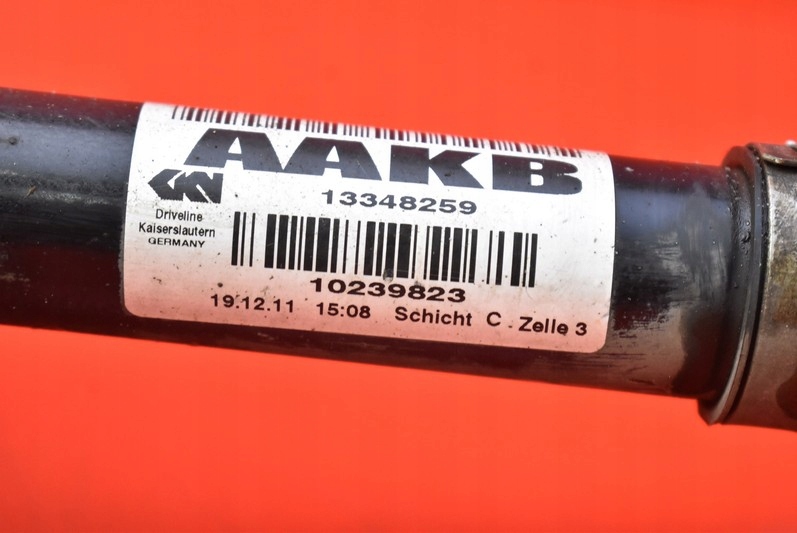 AAKB
13348259
GKN
Driveline
Kaiserslautern
GERMANY
10239823
19.12.11 15:08 Schicht C - Zelle 3